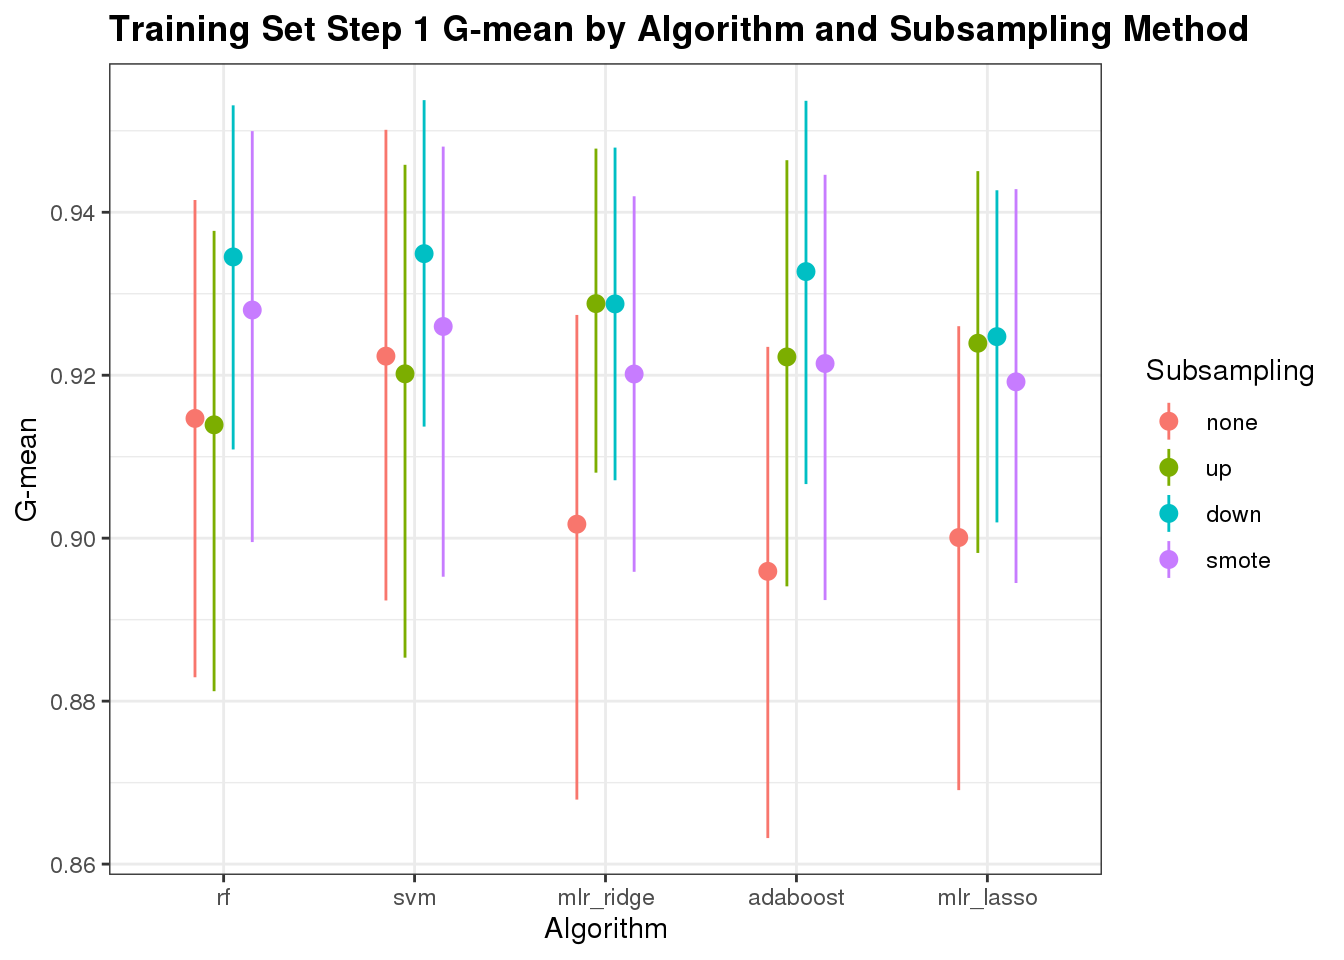 Training Set Step 1 G-mean by Algorithm and Subsampling Method
G-mean
0.94
0.92
0.90
0.88
0.86
rf svm mlr_ridge adaboost mlr_lasso
Algorithm
Subsampling
none
up
down
smote